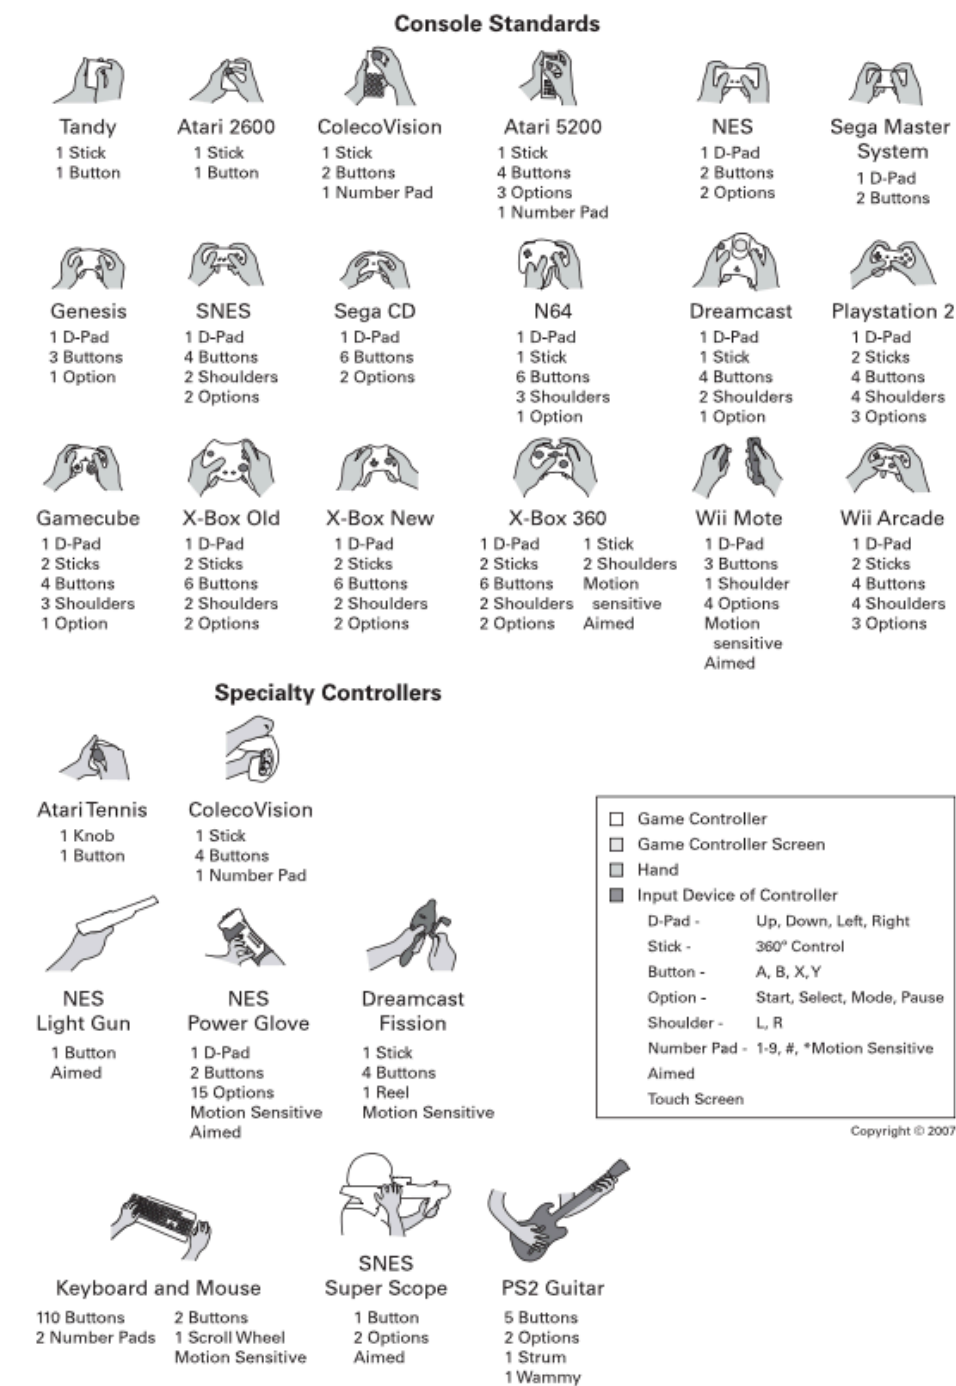 Console Standards
Tandy
1 Stick
1 Button
Atari 2600
1 Stick
1 Button
ColecoVision
1 Stick
2 Buttons
1 Number Pad
Atari 5200
1 Stick
4 Buttons
3 Options
1 Number Pad
NES
1 D-Pad
2 Buttons
2 Options
Sega Master
System
1 D-Pad
2 Buttons
Genesis
1 D-Pad
3 Buttons
1 Option
SNES
1 D-Pad
4 Buttons
2 Shoulders
2 Options
Sega CD
1 D-Pad
6 Buttons
2 Options
N64
1 D-Pad
1 Stick
6 Buttons
3 Shoulders
1 Option
Dreamcast
1 D-Pad
1 Stick
4 Buttons
2 Shoulders
1 Option
Playstation 2
1 D-Pad
2 Sticks
4 Buttons
4 Shoulders
3 Options
Gamecube
1 D-Pad
2 Sticks
4 Buttons
3 Shoulders
1 Option
X-Box Old
1 D-Pad
2 Sticks
6 Buttons
2 Shoulders
2 Options
X-Box New
1 D-Pad
2 Sticks
6 Buttons
2 Shoulders
2 Options
X-Box 360
1 D-Pad
2 Sticks
6 Buttons
2 Shoulders
2 Options
1 Stick
2 Shoulders
Motion
sensitive
Aimed
Wii Mote
1 D-Pad
3 Buttons
1 Shoulder
4 Options
Motion
sensitive
Aimed
Wii Arcade
1 D-Pad
2 Sticks
4 Buttons
4 Shoulders
3 Options
Specialty Controllers
Atari Tennis
1 Knob
1 Button
ColecoVision
1 Stick
4 Buttons
1 Number Pad
NES
Light Gun
1 Button
Aimed
NES
Power Glove
1 D-Pad
2 Buttons
15 Options
Motion Sensitive
Aimed
Dreamcast
Fission
1 Stick
4 Buttons
1 Reel
Motion Sensitive
Game Controller
Game Controller Screen
Hand
Input Device of Controller
D-Pad - Up, Down, Left, Right
Stick - 360° Control
Button - A, B, X, Y
Option - Start, Select, Mode, Pause
Shoulder - L, R
Number Pad - 1-9, #, *Motion Sensitive
Aimed
Touch Screen
Copyright © 2007
Keyboard and Mouse
110 Buttons
2 Number Pads
2 Buttons
1 Scroll Wheel
Motion Sensitive
SNES
Super Scope
1 Button
2 Options
Aimed
PS2 Guitar
5 Buttons
2 Options
1 Strum
1 Wammy